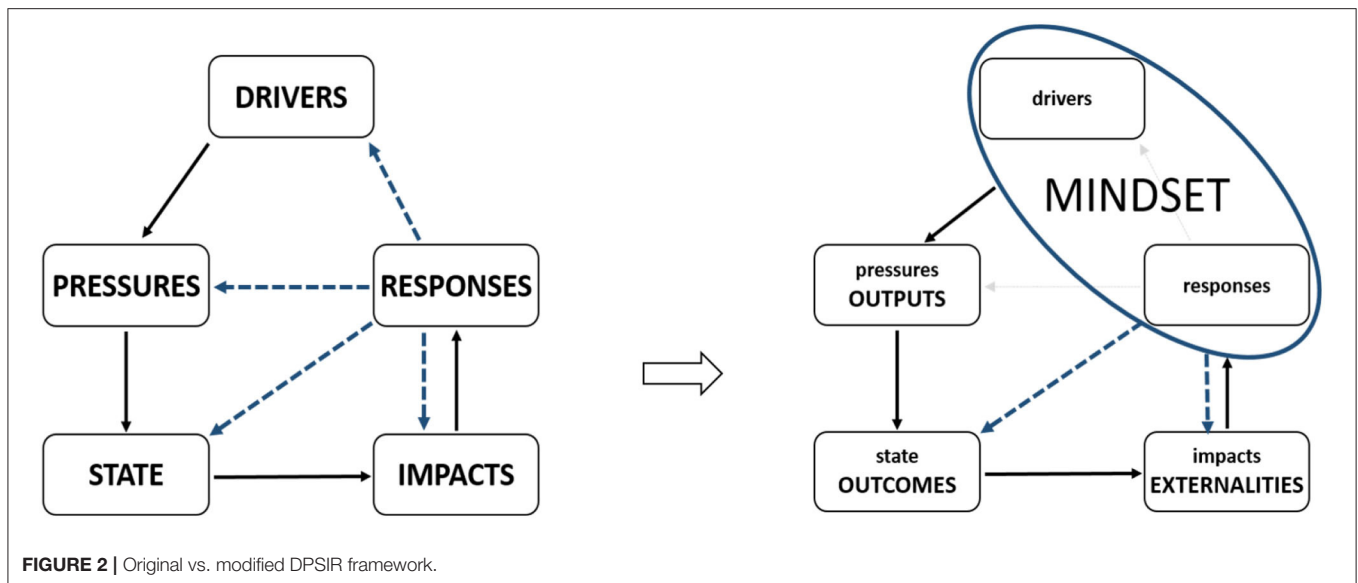 DRIVERS
PRESSURES
RESPONSES
STATE
IMPACTS
drivers
MINDSET
pressures
OUTPUTS
responses
state
OUTCOMES
impacts
EXTERNALITIES
FIGURE 2 | Original vs. modified DPSIR framework.